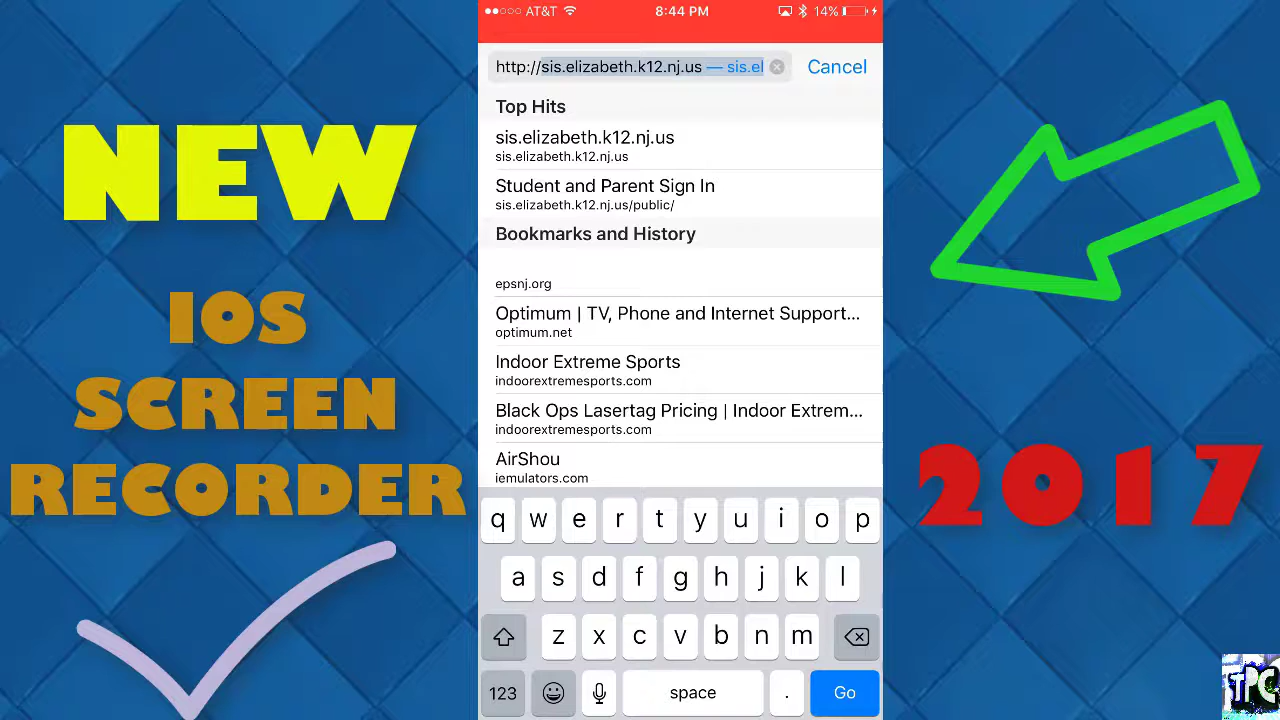 NEW
IOS
SCREEN
RECORDER
AT&T
8:44 PM
14%
http://sis.elizabeth.k12.nj.us — sis.el
Cancel
Top Hits
sis.elizabeth.k12.nj.us
sis.elizabeth.k12.nj.us
Student and Parent Sign In
sis.elizabeth.k12.nj.us/public/
Bookmarks and History
epsnj.org
Optimum | TV, Phone and Internet Support...
optimum.net
Indoor Extreme Sports
indoorextremesports.com
Black Ops Lasertag Pricing | Indoor Extrem...
indoorextremesports.com
AirShou
iemulators.com
q w e r t y u i o p
a s d f g h j k l
z x c v b n m
123 space . Go
2017
TPC